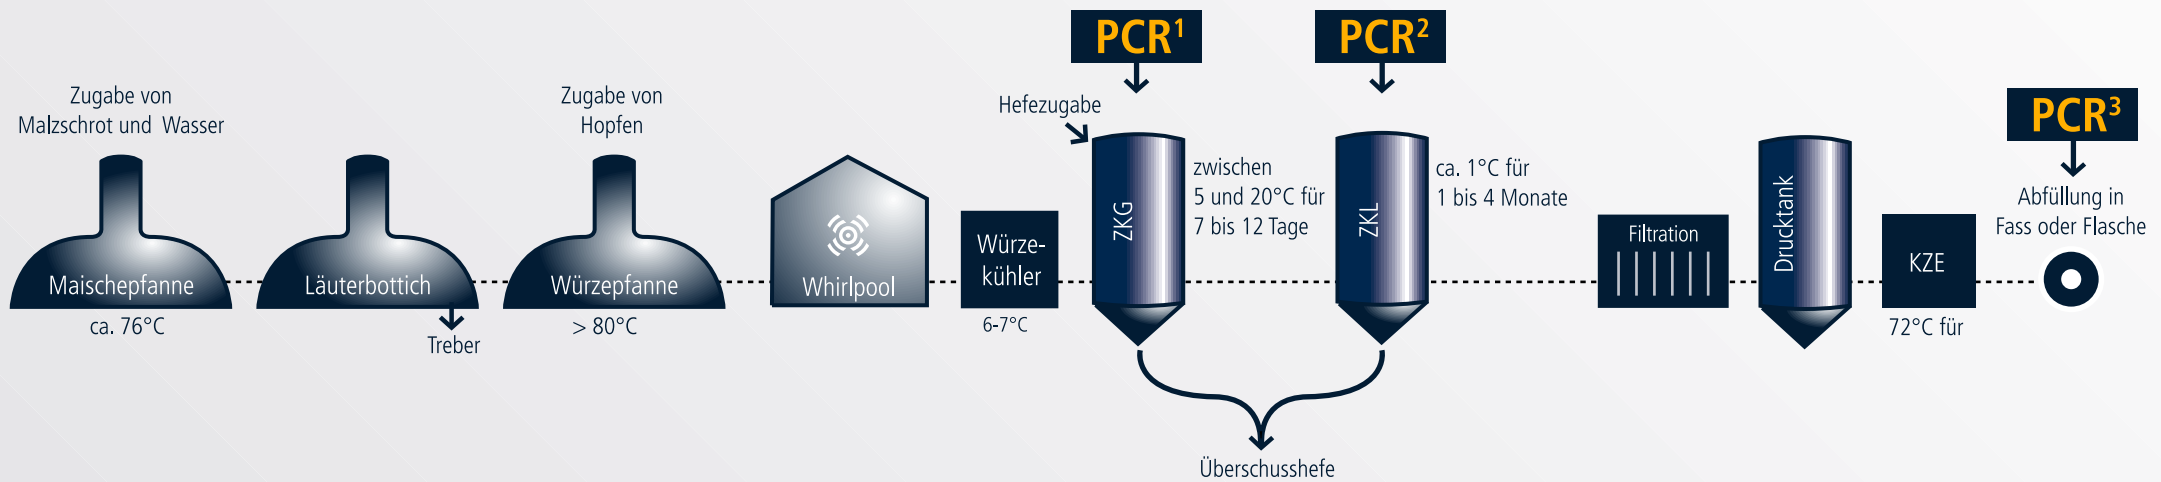 Zugabe von
Malzschrot und Wasser
Maischepfanne
ca. 76°C
Läuterbottich
Treber
Zugabe von
Hopfen
Würzepfanne
> 80°C
Whirlpool
Würze-
kühler
6-7°C
PCR¹
Hefezugabe
ZKG
zwischen
5 und 20°C für
7 bis 12 Tage
PCR²
ZKL
ca. 1°C für
1 bis 4 Monate
Überschusshefe
Filtration
Drucktank
KZE
72°C für
PCR³
Abfüllung in
Fass oder Flasche